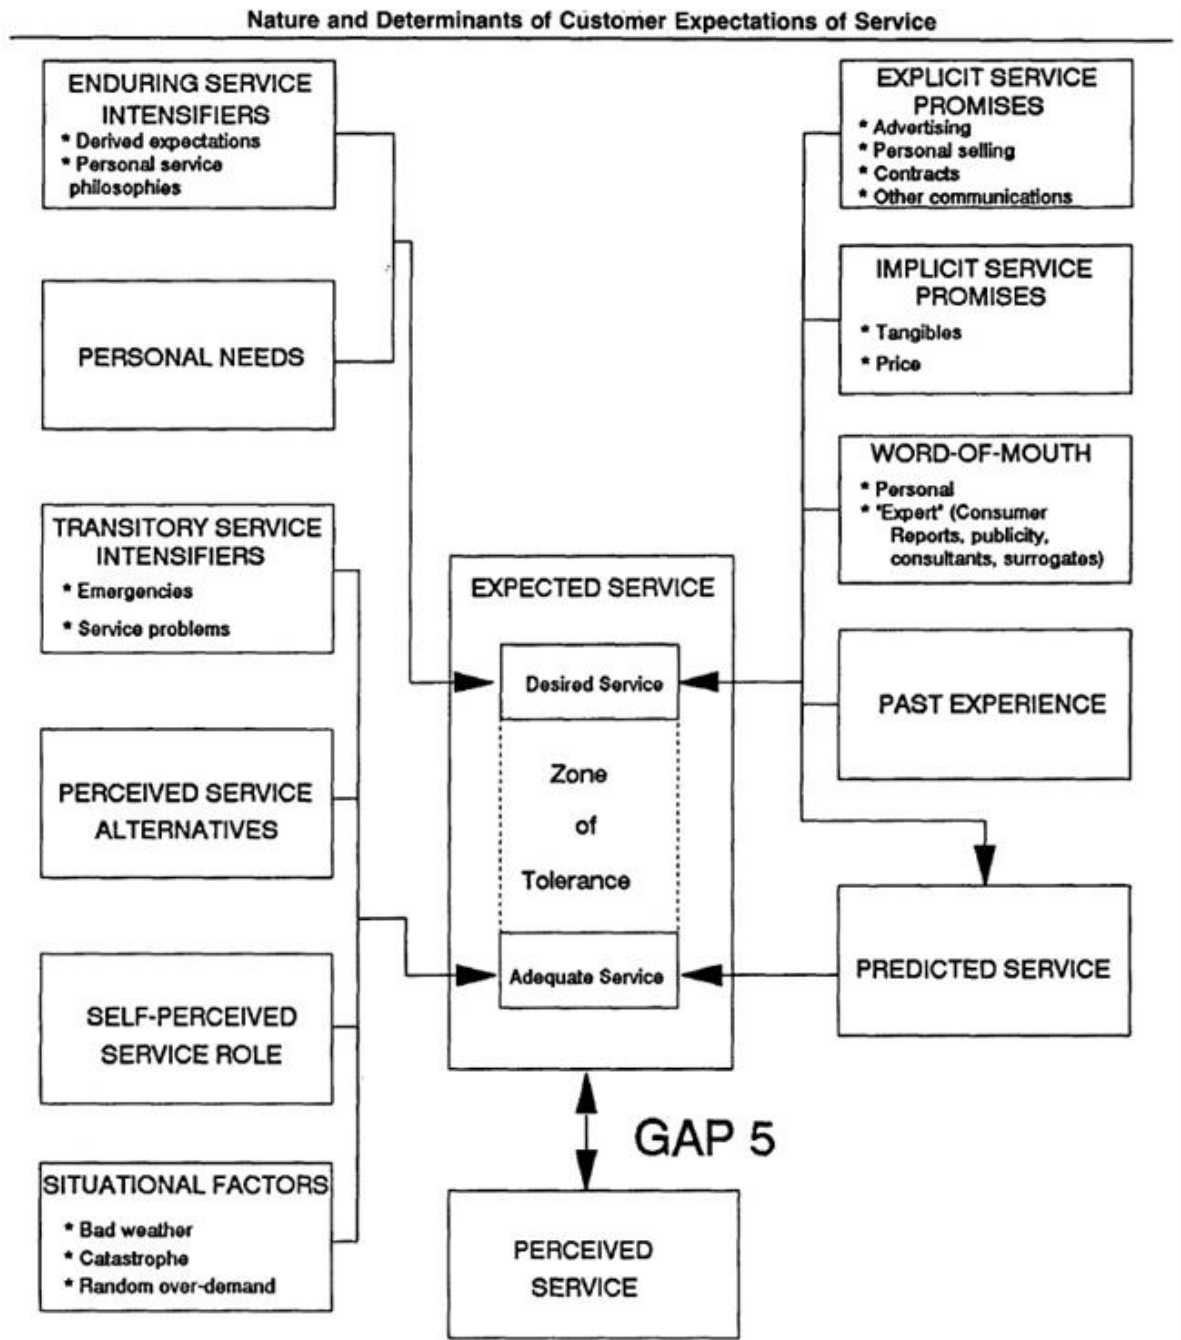 Nature and Determinants of Customer Expectations of Service
ENDURING SERVICE
INTENSIFIERS
* Derived expectations
* Personal service
philosophies
PERSONAL NEEDS
TRANSITORY SERVICE
INTENSIFIERS
* Emergencies
* Service problems
PERCEIVED SERVICE
ALTERNATIVES
SELF-PERCEIVED
SERVICE ROLE
SITUATIONAL FACTORS
* Bad weather
* Catastrophe
* Random over-demand
EXPECTED SERVICE
Desired Service
Zone
of
Tolerance
Adequate Service
GAP 5
PERCEIVED
SERVICE
EXPLICIT SERVICE
PROMISES
* Advertising
* Personal selling
* Contracts
* Other communications
IMPLICIT SERVICE
PROMISES
* Tangibles
* Price
WORD-OF-MOUTH
* Personal
* "Expert" (Consumer
Reports, publicity,
consultants, surrogates)
PAST EXPERIENCE
PREDICTED SERVICE